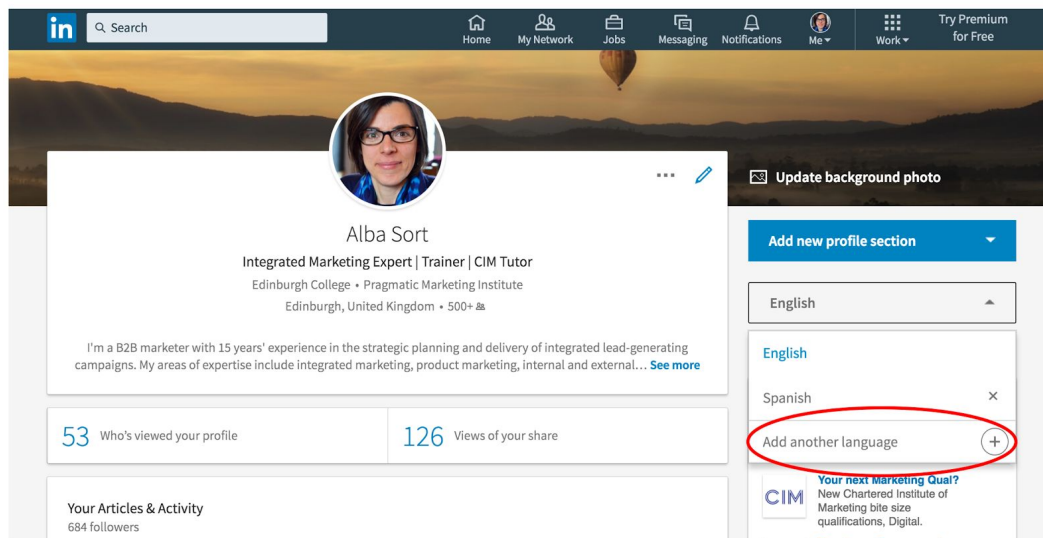 in
Search
Home
My Network
Jobs
Messaging
Notifications
Me
Work
Try Premium
for Free
Update background photo
Alba Sort
Integrated Marketing Expert | Trainer | CIM Tutor
Edinburgh College • Pragmatic Marketing Institute
Edinburgh, United Kingdom • 500+
I'm a B2B marketer with 15 years' experience in the strategic planning and delivery of integrated lead-generating
campaigns. My areas of expertise include integrated marketing, product marketing, internal and external… See more
53 Who's viewed your profile
126 Views of your share
Your Articles & Activity
684 followers
Add new profile section
English
English
Spanish
Add another language
CIM
Your next Marketing Qual?
New Chartered Institute of
Marketing bite size
qualifications, Digital.